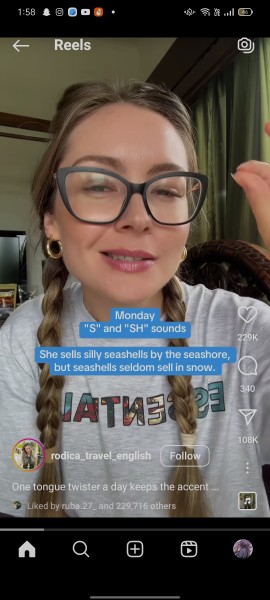 1:58
Reels
Monday
"S" and "SH" sounds
She sells silly seashells by the seashore,
but seashells seldom sell in snow.
ESSENTIAL
229K
340
108K
rodica_travel_english
Follow
One tongue twister a day keeps the accent ...
Liked by ruba.27_ and 229,716 others